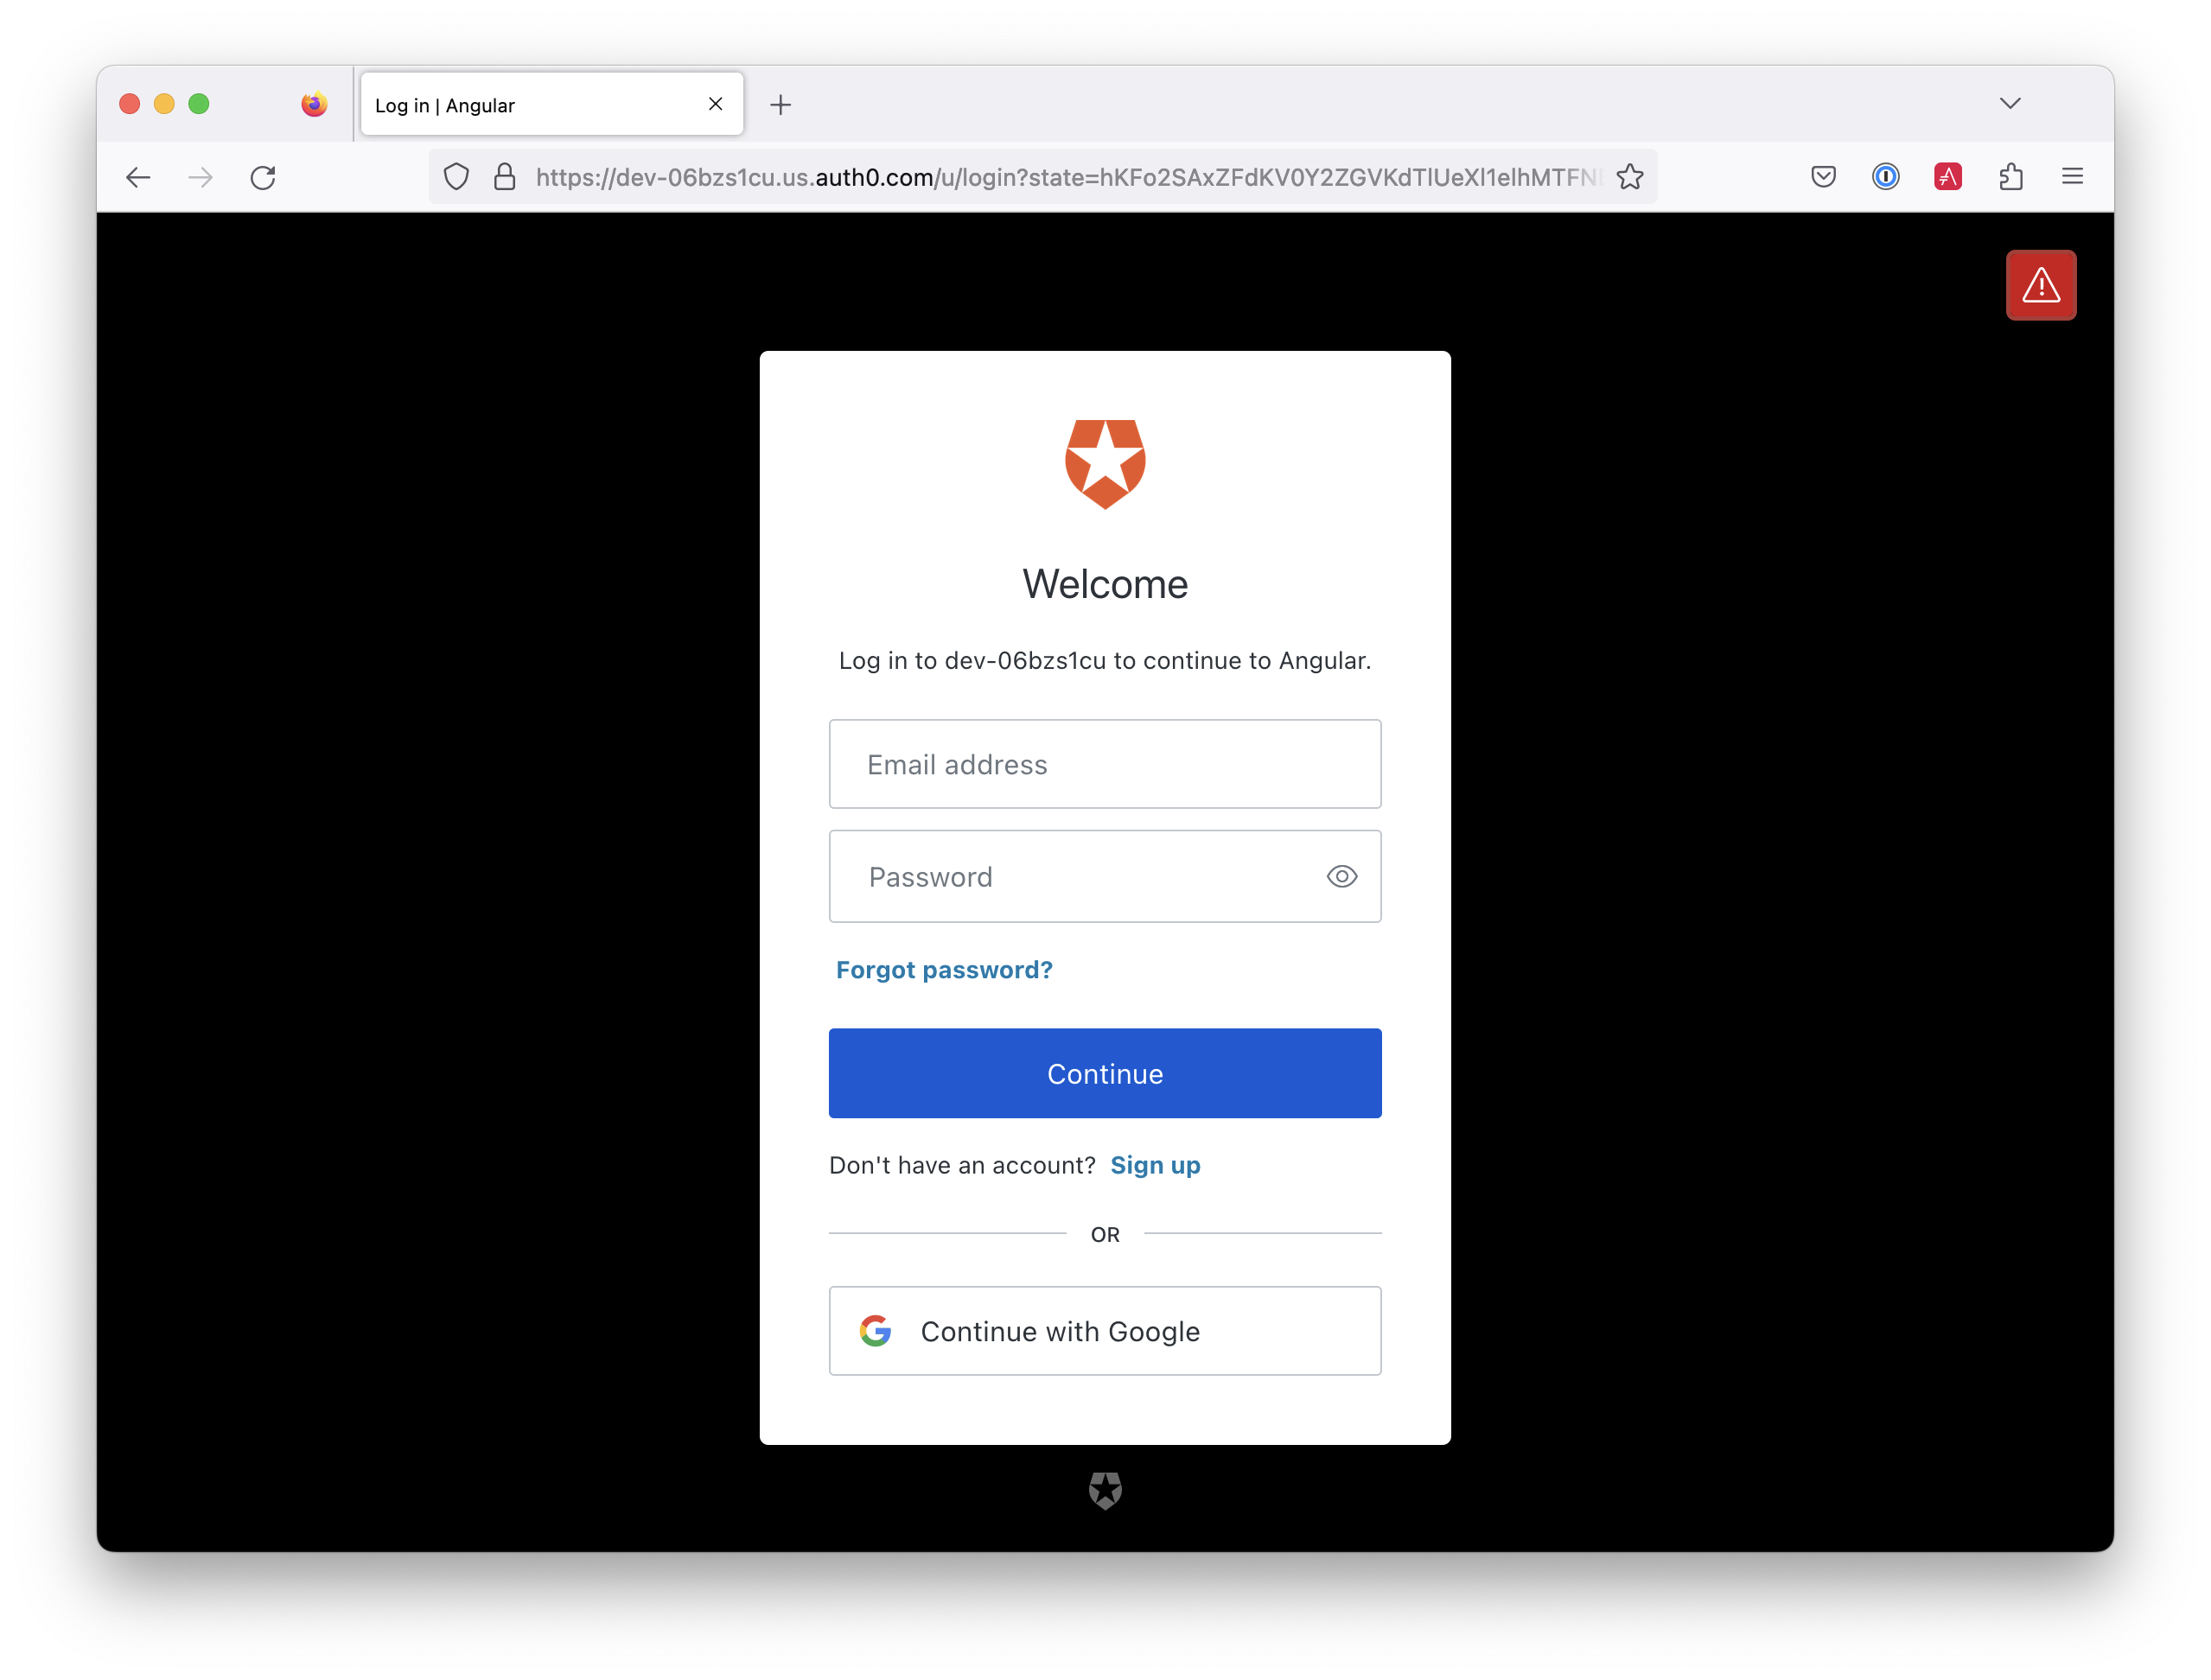 Log in | Angular
https://dev-06bzs1cu.us.auth0.com/u/login?state=hKFo2SAxZFdKV0Y2ZGVKdTlUeXl1elhMTFN
Welcome
Log in to dev-06bzs1cu to continue to Angular.
Email address
Password
Forgot password?
Continue
Don't have an account? Sign up
OR
Continue with Google